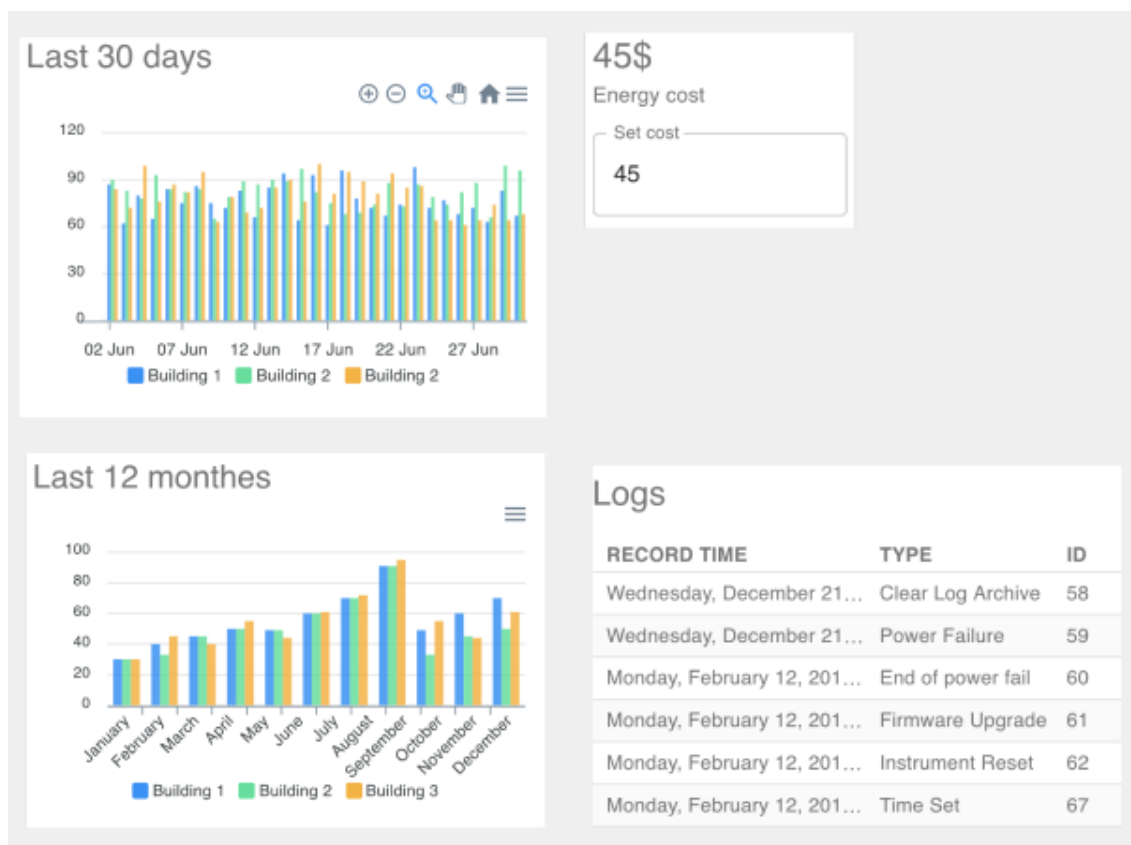 Last 30 days
120
90
60
30
0
02 Jun 07 Jun 12 Jun 17 Jun 22 Jun 27 Jun
Building 1 Building 2 Building 2
45$
Energy cost
Set cost
45
Last 12 monthes
100
80
60
40
20
0
January February March April May June July August September October November December
Building 1 Building 2 Building 3
Logs
RECORD TIME TYPE ID
Wednesday, December 21... Clear Log Archive 58
Wednesday, December 21... Power Failure 59
Monday, February 12, 201... End of power fail 60
Monday, February 12, 201... Firmware Upgrade 61
Monday, February 12, 201... Instrument Reset 62
Monday, February 12, 201... Time Set 67